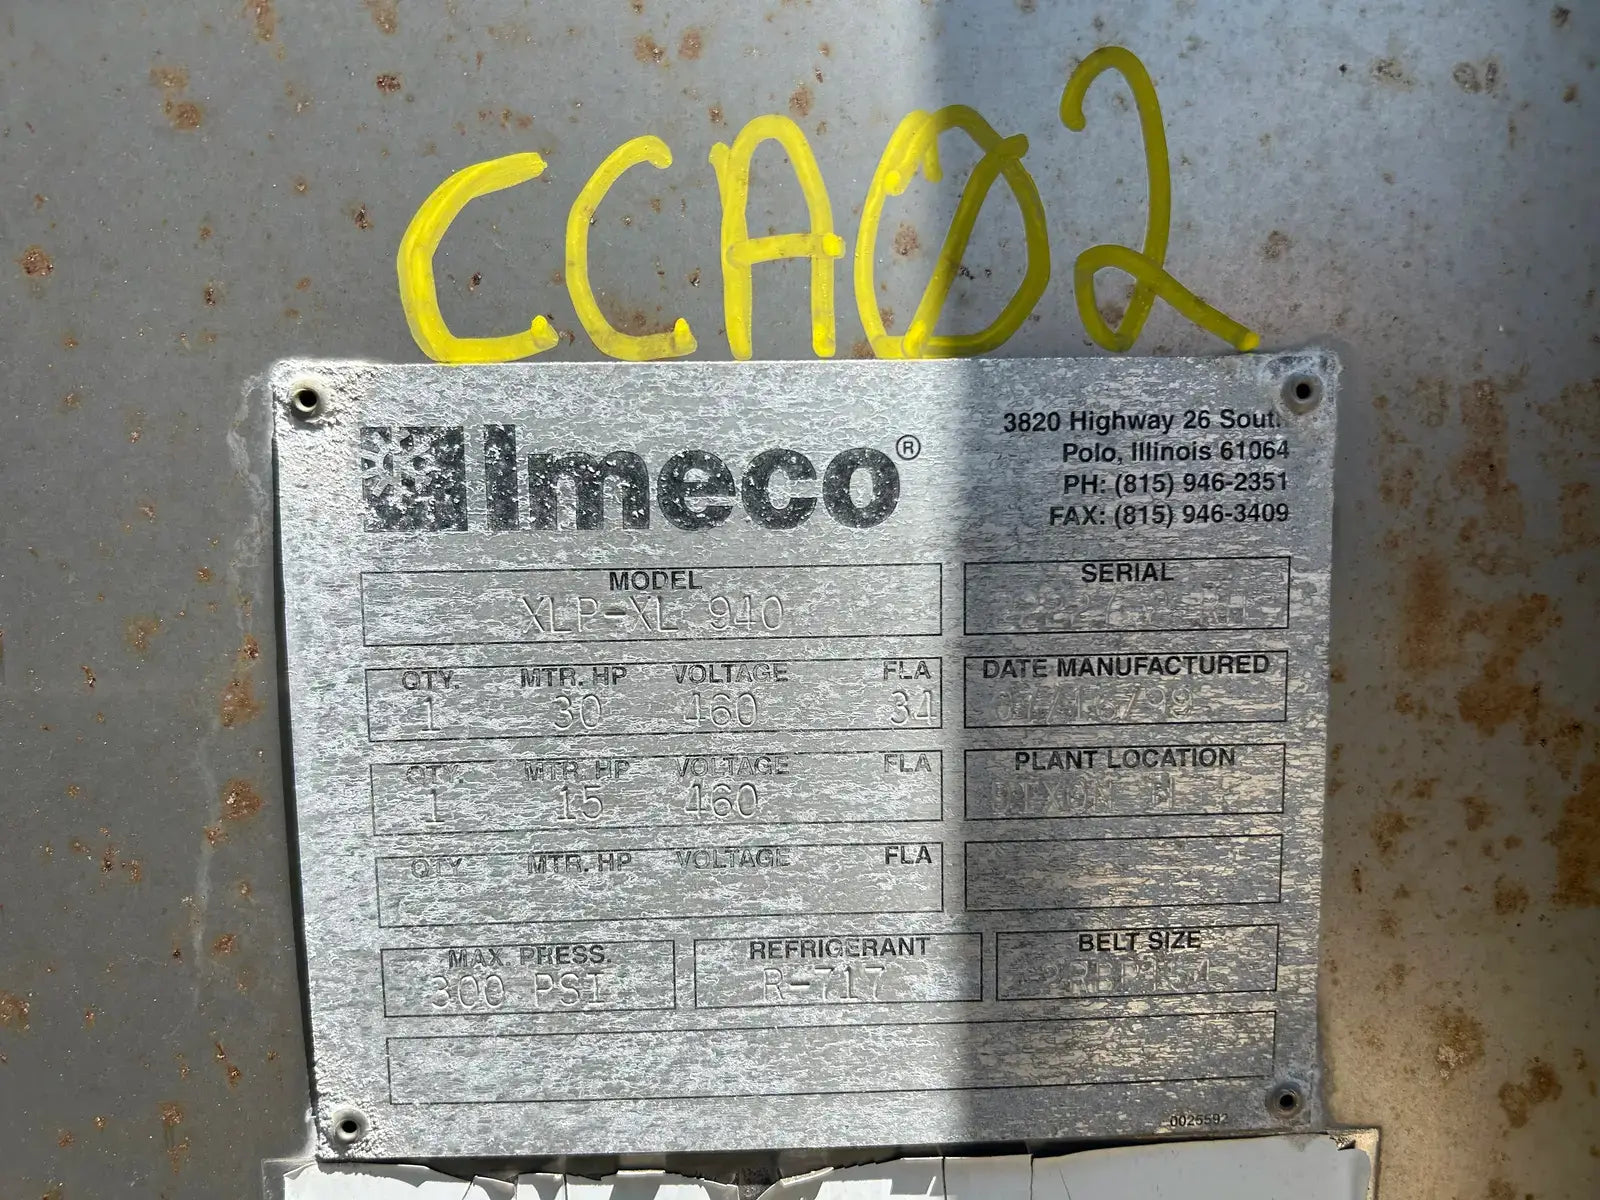 CCA02
Imeco®
3820 Highway 26 South
Polo, Illinois 61064
PH: (815) 946-2351
FAX: (815) 946-3409
MODEL
XLP-XL 940
SERIAL
QTY. MTR. HP VOLTAGE FLA
1 30 460 34
DATE MANUFACTURED
QTY. MTR. HP VOLTAGE FLA
1 15 460
PLANT LOCATION
DIXON
QTY. MTR. HP VOLTAGE FLA
MAX. PRESS.
300 PSI
REFRIGERANT
R-717
BELT SIZE
0025592